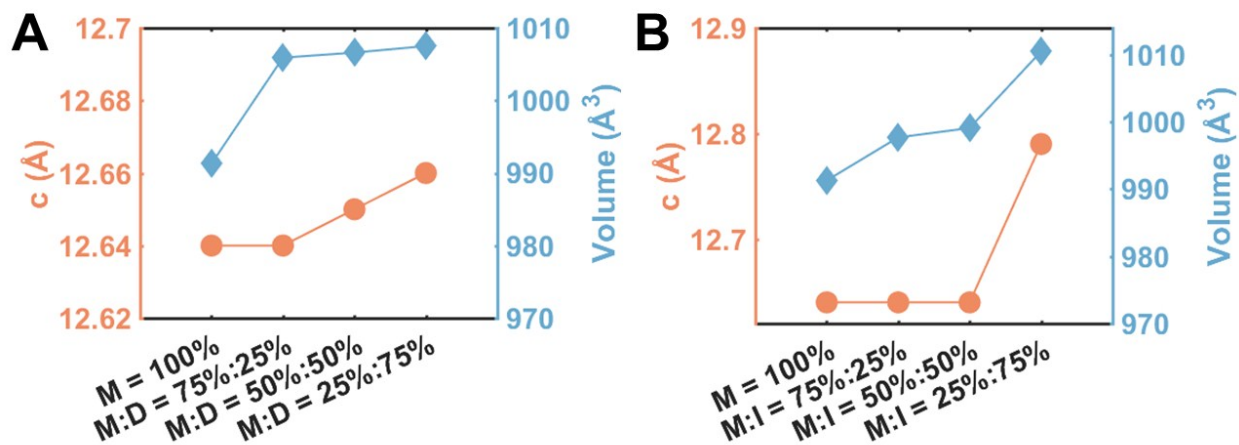 A
12.7
12.68
12.66
12.64
12.62
c (Å)
1010
1000
990
980
970
Volume (Å³)
M = 100%
M:D = 75%:25%
M:D = 50%:50%
M:D = 25%:75%
B
12.9
12.8
12.7
c (Å)
1010
1000
990
980
970
Volume (Å³)
M = 100%
M:I = 75%:25%
M:I = 50%:50%
M:I = 25%:75%